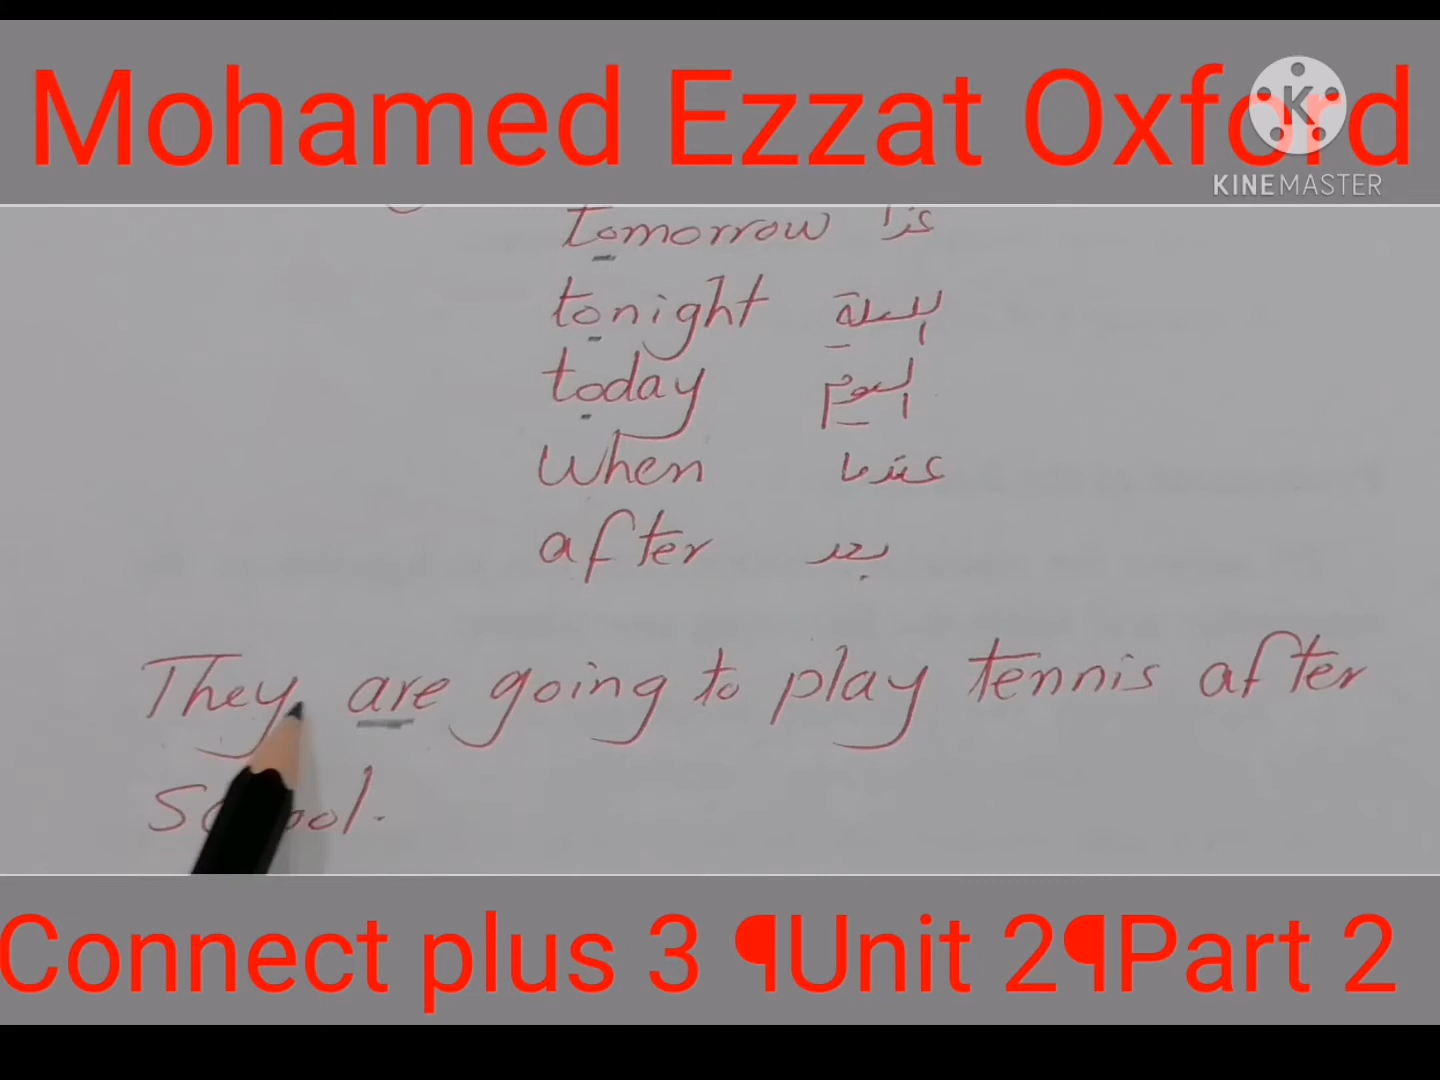 Mohamed Ezzat Oxford
KINEMASTER
tomorrow غدا
tonight الليلة
today اليوم
When عندما
after بعد
They are going to play tennis after
School.
Connect plus 3 ¶Unit 2¶Part 2